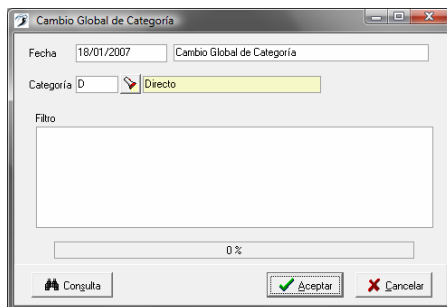 Cambio Global de Categoría
Fecha 18/01/2007 Cambio Global de Categoría
Categoría D Directo
Filtro
0 %
Consulta Aceptar Cancelar